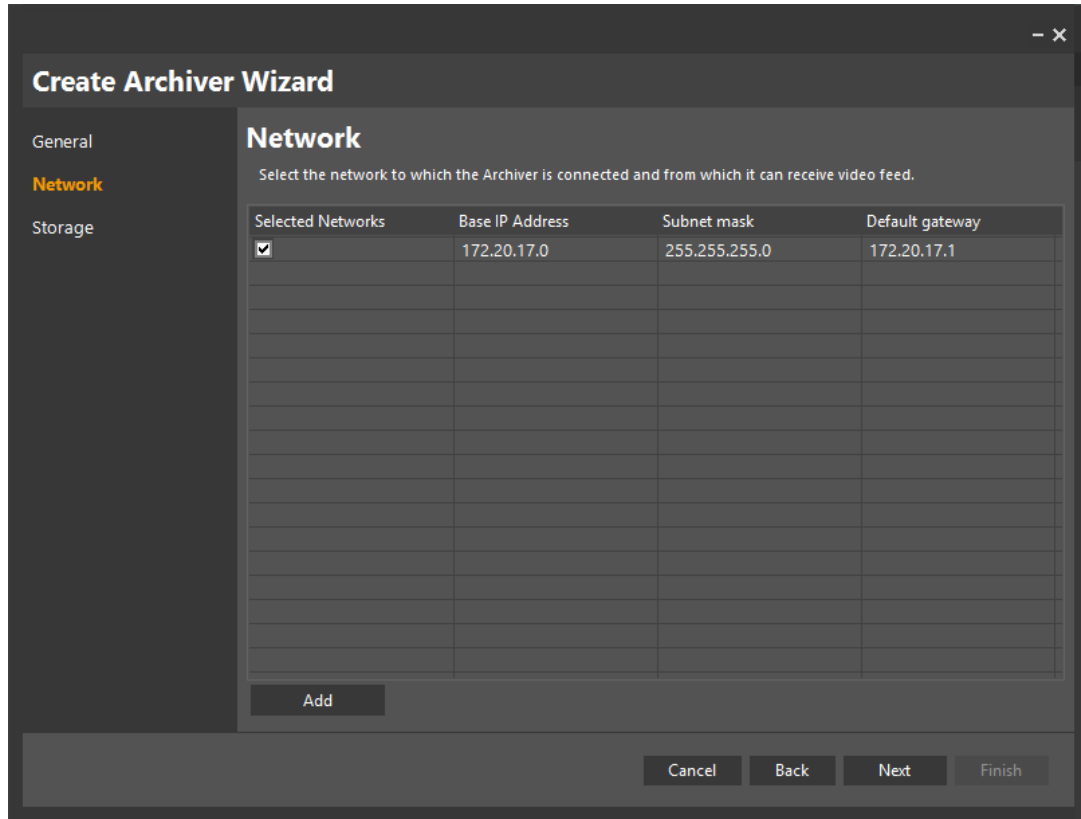 Create Archiver Wizard
General
Network
Storage
Network
Select the network to which the Archiver is connected and from which it can receive video feed.
Selected Networks Base IP Address Subnet mask Default gateway
172.20.17.0 255.255.255.0 172.20.17.1
Add
Cancel Back Next Finish